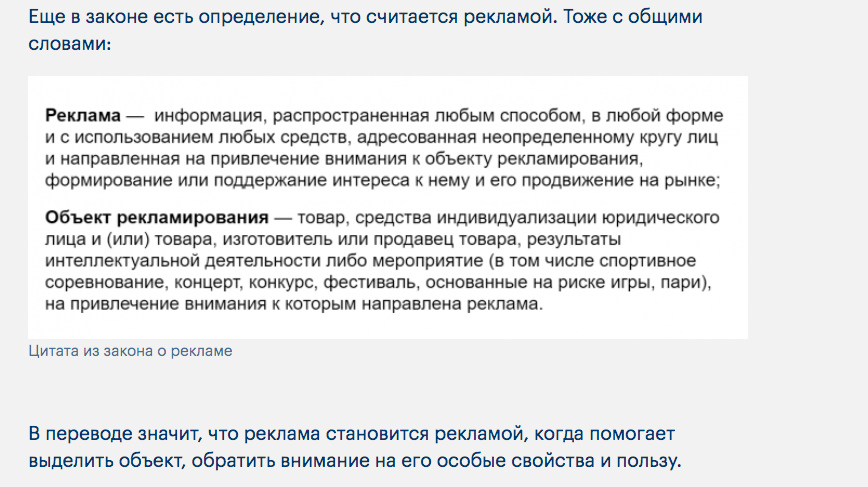 Еще в законе есть определение, что считается рекламой. Тоже с общими
словами:
Реклама — информация, распространенная любым способом, в любой форме
и с использованием любых средств, адресованная неопределенному кругу лиц
и направленная на привлечение внимания к объекту рекламирования,
формирование или поддержание интереса к нему и его продвижение на рынке;
Объект рекламирования — товар, средства индивидуализации юридического
лица и (или) товара, изготовитель или продавец товара, результаты
интеллектуальной деятельности либо мероприятие (в том числе спортивное
соревнование, концерт, конкурс, фестиваль, основанные на риске игры, пари),
на привлечение внимания к которым направлена реклама.
Цитата из закона о рекламе
В переводе значит, что реклама становится рекламой, когда помогает
выделить объект, обратить внимание на его особые свойства и пользу.